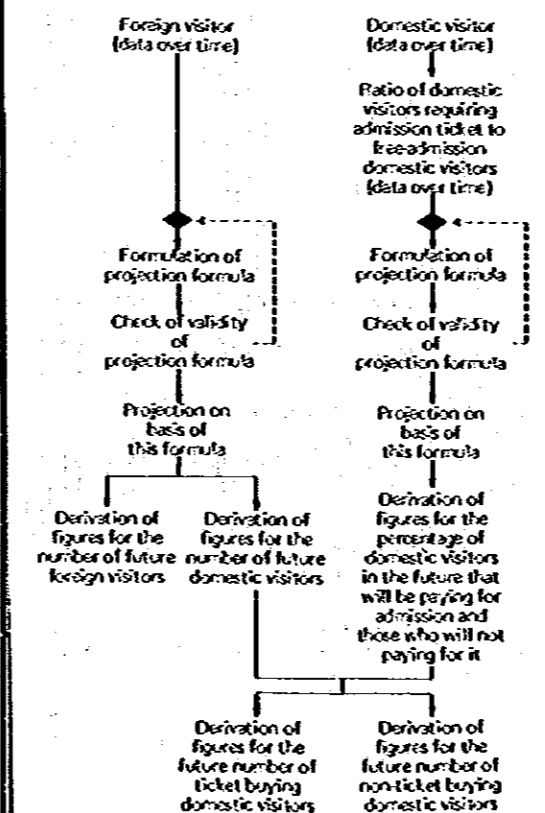 Foreign visitor
(data over time)
Domestic visitor
(data over time)
Ratio of domestic
visitors requiring
admission ticket to
free-admission
domestic visitors
(data over time)
Formulation of
projection formula
Check of validity
of
projection formula
Projection on
basis of
this formula
Formulation of
projection formula
Check of validity
of
projection formula
Projection on
basis of
this formula
Derivation of
figures for the
number of future
foreign visitors
Derivation of
figures for the
number of future
domestic visitors
Derivation of
figures for the
percentage of
domestic visitors
in the future that
will be paying for
admission and
those who will not
paying for it
Derivation of
figures for the
future number of
ticket buying
domestic visitors
Derivation of
figures for the
future number of
non-ticket buying
domestic visitors